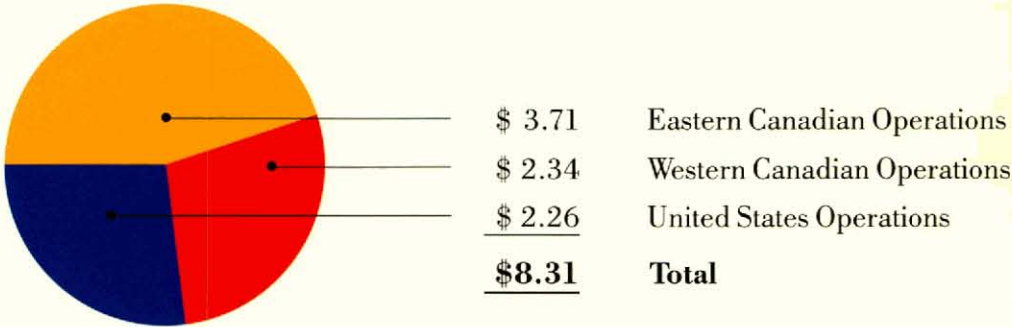 $ 3.71 Eastern Canadian Operations
$ 2.34 Western Canadian Operations
$ 2.26 United States Operations
$8.31 Total